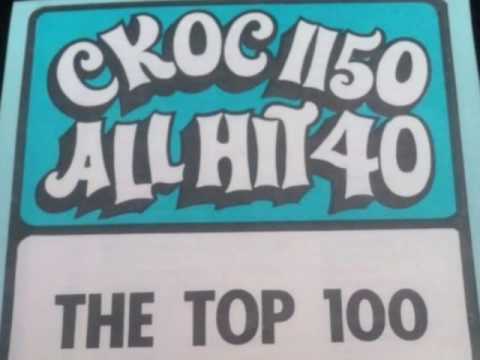 CKOC 1150
ALL HIT 40
THE TOP 100